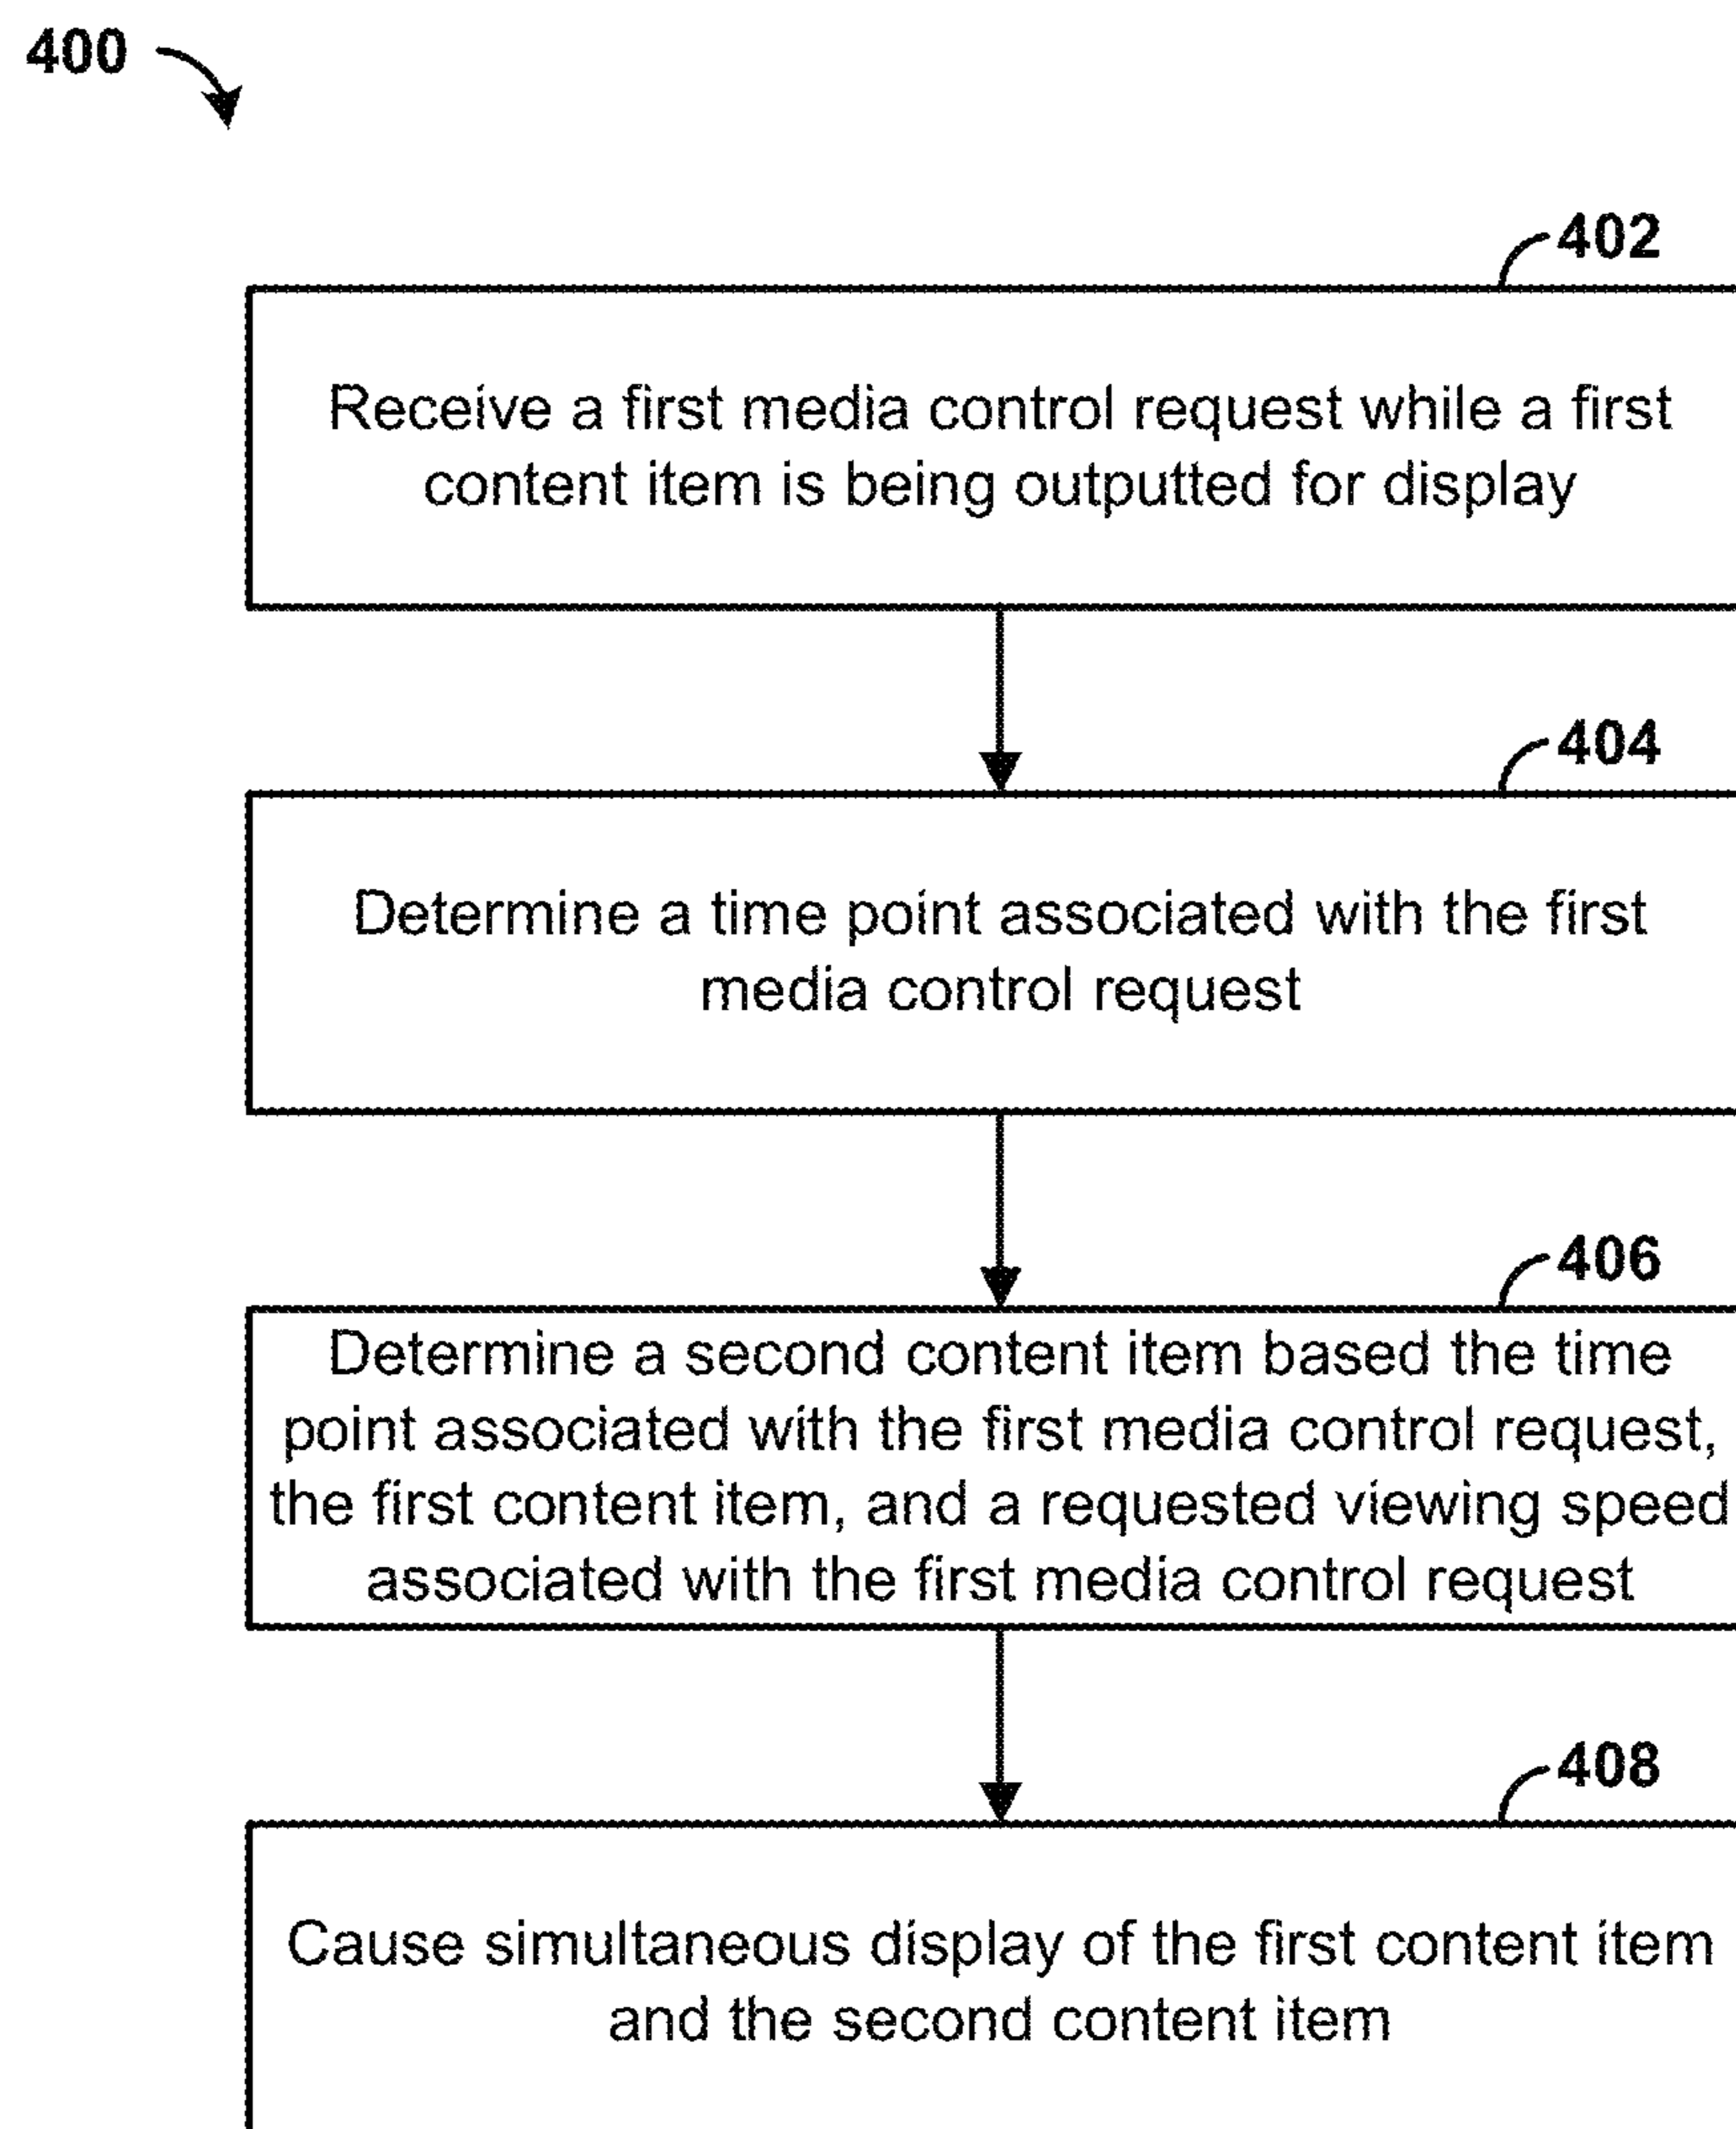 400
402
Receive a first media control request while a first
content item is being outputted for display
404
Determine a time point associated with the first
media control request
406
Determine a second content item based the time
point associated with the first media control request,
the first content item, and a requested viewing speed
associated with the first media control request
408
Cause simultaneous display of the first content item
and the second content item